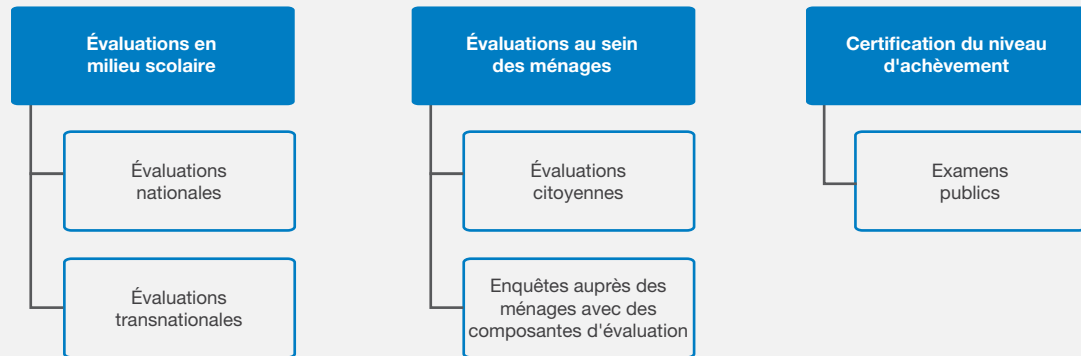 Évaluations en
milieu scolaire
Évaluations
nationales
Évaluations
transnationales
Évaluations au sein
des ménages
Évaluations
citoyennes
Enquêtes auprès des
ménages avec des
composantes d'évaluation
Certification du niveau
d'achèvement
Examens
publics